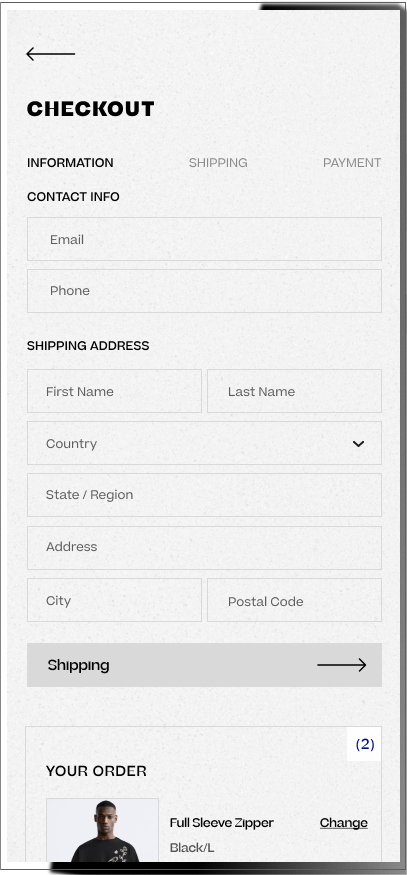 CHECKOUT
INFORMATION SHIPPING PAYMENT
CONTACT INFO
Email
Phone
SHIPPING ADDRESS
First Name Last Name
Country
State / Region
Address
City Postal Code
Shipping
(2)
YOUR ORDER
Full Sleeve Zipper Change
Black/L